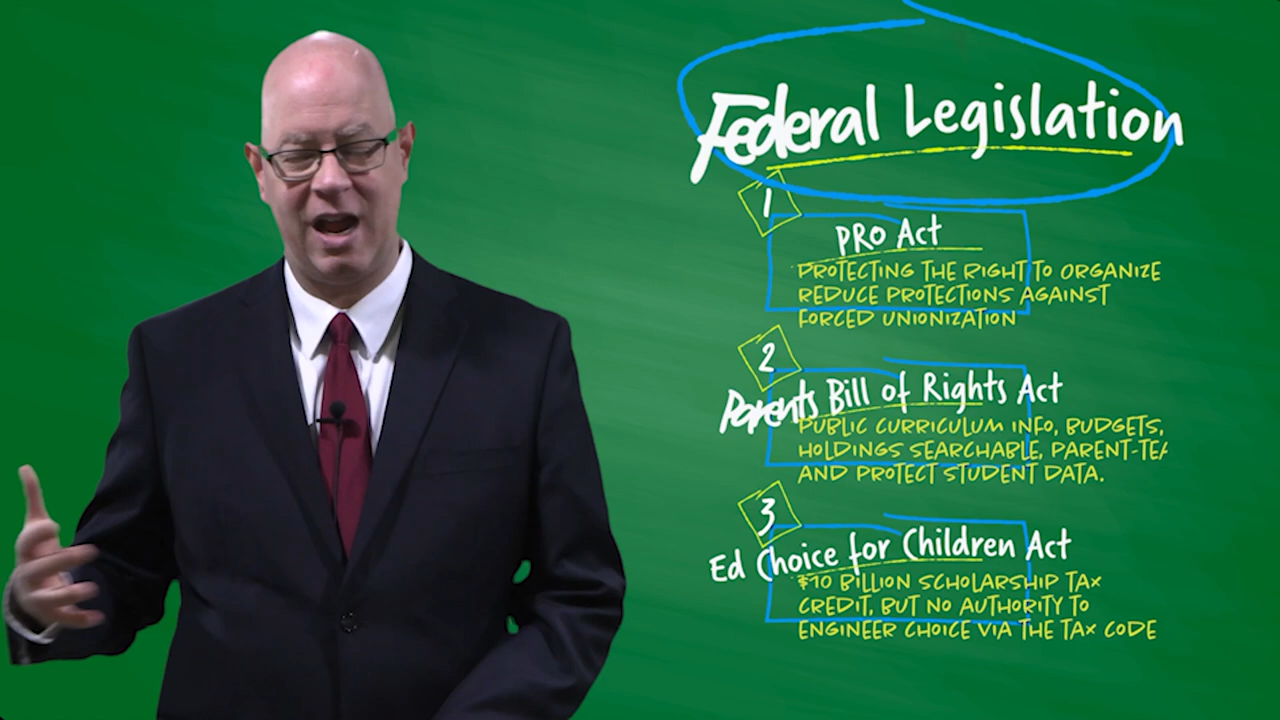 Federal Legislation
1
PRO Act
PROTECTING THE RIGHT TO ORGANIZE
REDUCE PROTECTIONS AGAINST
FORCED UNIONIZATION
2
Parents Bill of Rights Act
PUBLIC CURRICULUM INFO, BUDGETS,
HOLDINGS SEARCHABLE, PARENT-TEA
AND PROTECT STUDENT DATA.
3
Ed Choice for Children Act
$10 BILLION SCHOLARSHIP TAX
CREDIT, BUT NO AUTHORITY TO
ENGINEER CHOICE VIA THE TAX CODE